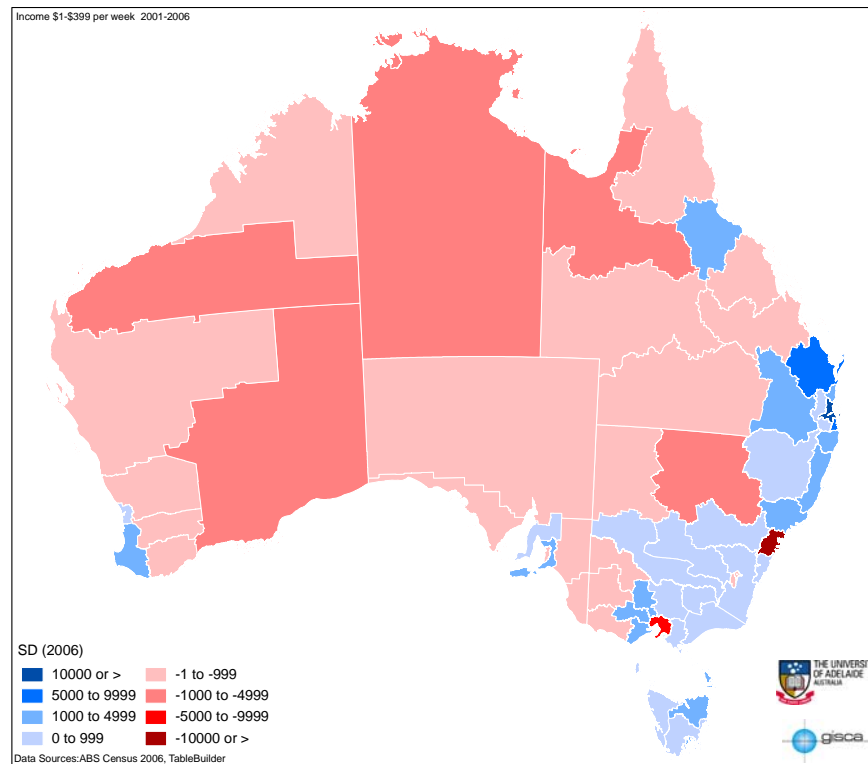 Income $1-$399 per week 2001-2006
SD (2006)
10000 or > -1 to -999
5000 to 9999 -1000 to -4999
1000 to 4999 -5000 to -9999
0 to 999 -10000 or >
THE UNIVERSI
OF ADELAIDE
AUSTRALIA
gisca
Data Sources:ABS Census 2006, TableBuilder